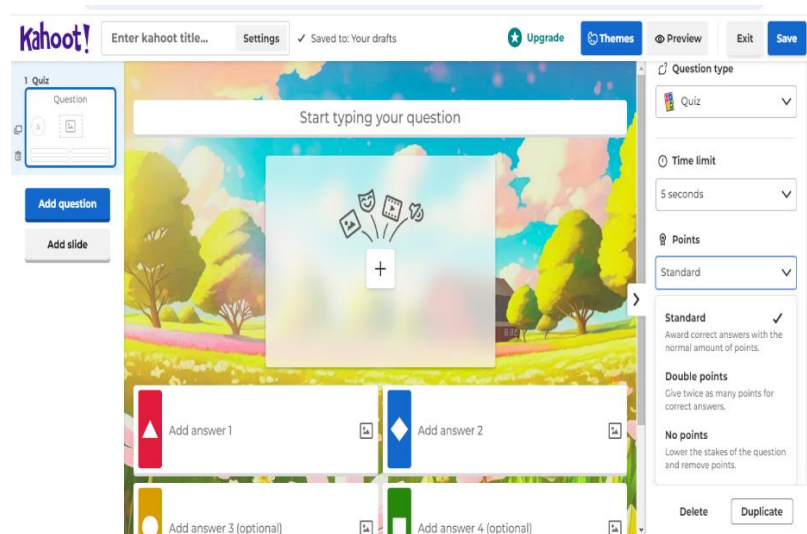 Kahoot!
Enter kahoot title...
Settings
✓ Saved to: Your drafts
Upgrade
Themes
Preview
Exit
Save
1 Quiz
Question
5
Add question
Add slide
Start typing your question
+
Add answer 1
Add answer 2
Add answer 3 (optional)
Add answer 4 (optional)
Question type
Quiz
Time limit
5 seconds
Points
Standard
Standard ✓
Award correct answers with the
normal amount of points.
Double points
Give twice as many points for
correct answers.
No points
Lower the stakes of the question
and remove points.
Delete
Duplicate